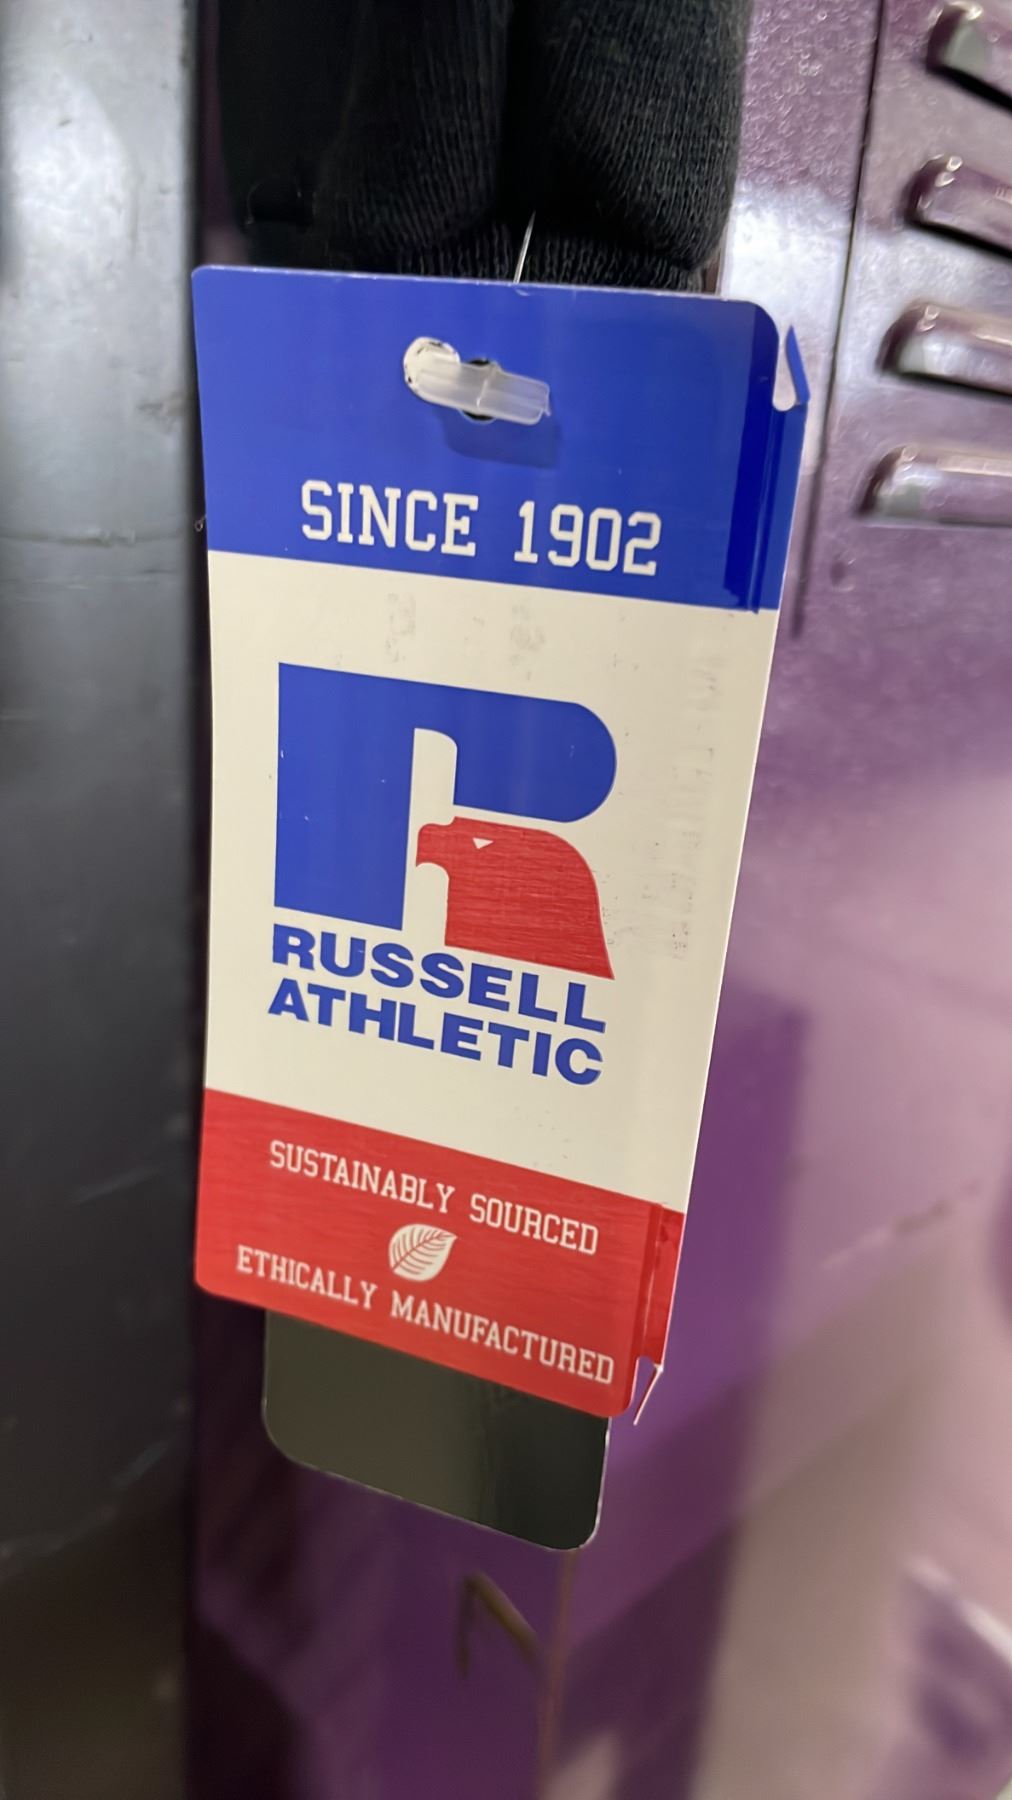 SINCE 1902
RUSSELL
ATHLETIC
SUSTAINABLY SOURCED
ETHICALLY MANUFACTURED